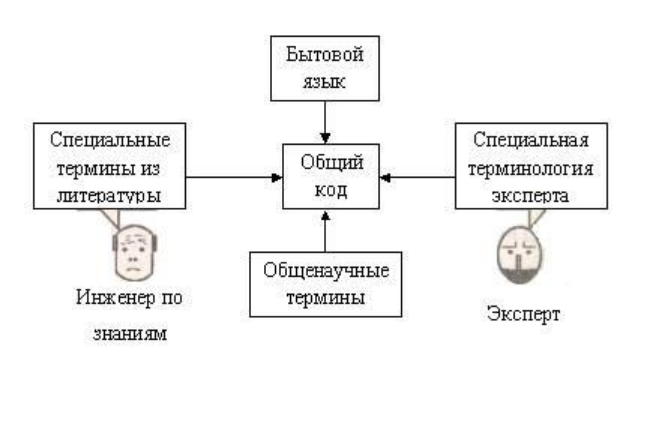 Бытовой
язык
Специальные
термины из
литературы
Общий
код
Специальная
терминология
эксперта
Общенаучные
термины
Инженер по
знаниям
Эксперт